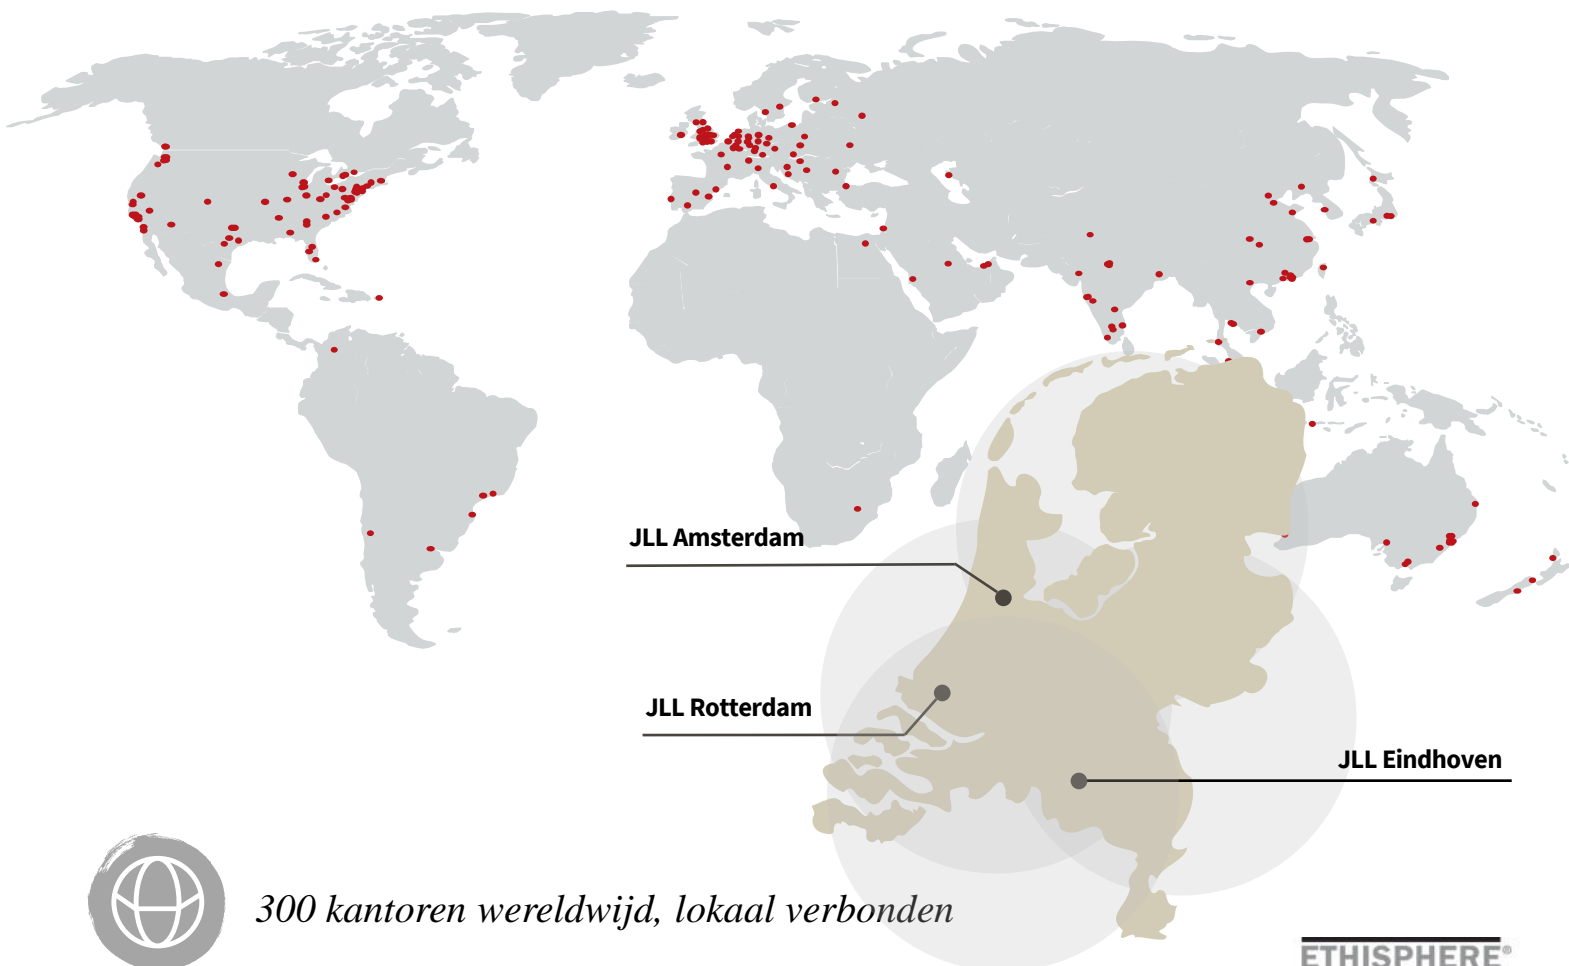 JLL Amsterdam
JLL Rotterdam
JLL Eindhoven
300 kantoren wereldwijd, lokaal verbonden
ETHISPHERE®